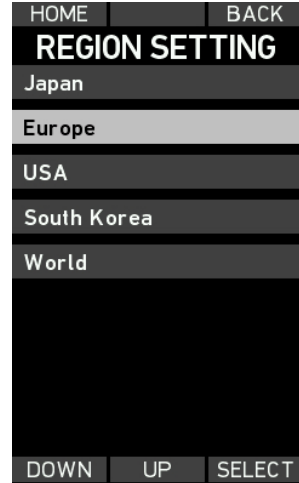 HOME BACK
REGION SETTING
Japan
Europe
USA
South Korea
World
DOWN UP SELECT